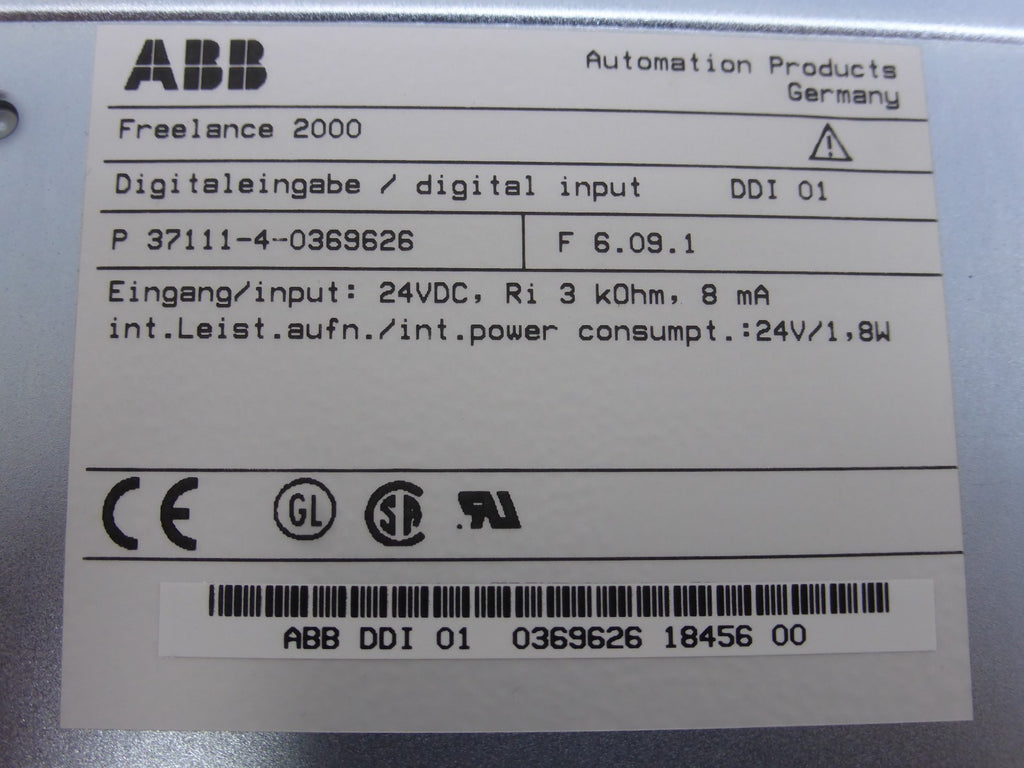 ABB
Automation Products
Germany
Freelance 2000
Digitaleingabe / digital input DDI 01
P 37111-4-0369626 F 6.09.1
Eingang/input: 24VDC, Ri 3 kOhm, 8 mA
int.Leist.aufn./int.power consumpt.:24V/1,8W
CE GL SA RU
ABB DDI 01 0369626 18456 00